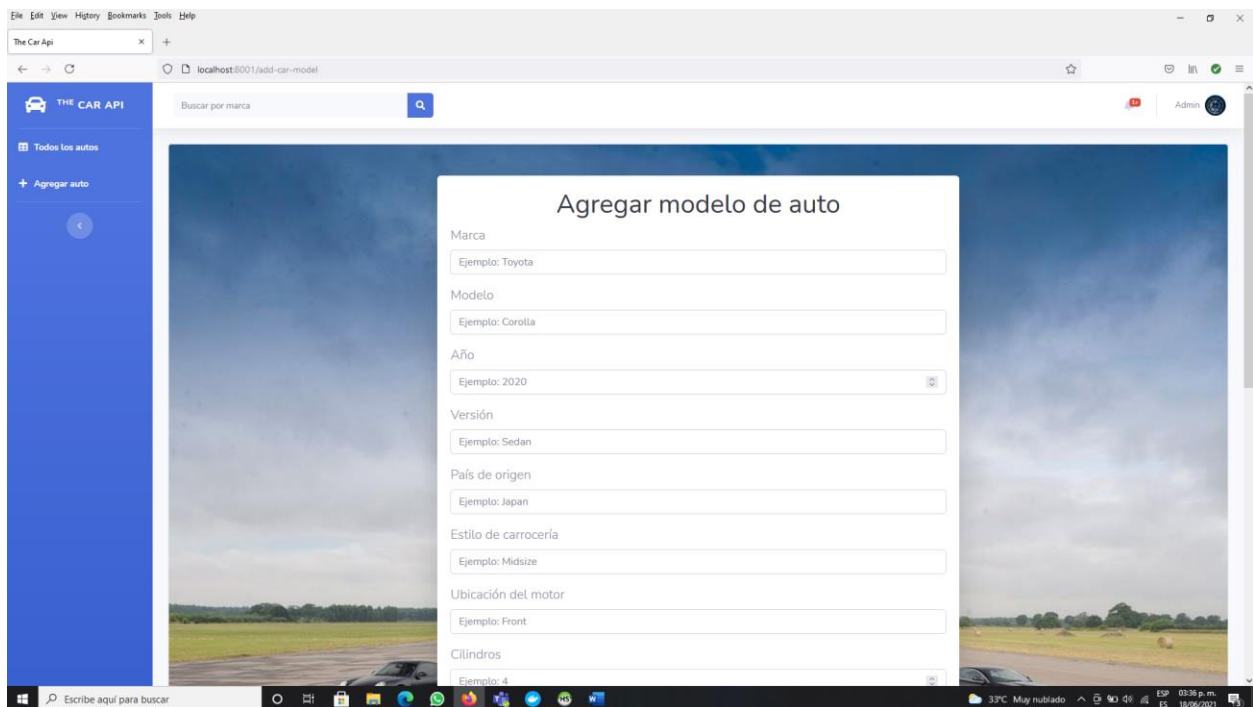 File Edit View History Bookmarks Tools Help
The Car Api
localhost:8001/add-car-model
THE CAR API
Buscar por marca
Admin
Todos los autos
Agregar auto
Agregar modelo de auto
Marca
Ejemplo: Toyota
Modelo
Ejemplo: Corolla
Año
Ejemplo: 2020
Versión
Ejemplo: Sedan
País de origen
Ejemplo: Japan
Estilo de carrocería
Ejemplo: Midsize
Ubicación del motor
Ejemplo: Front
Cilindros
Ejemplo: 4
Escribe aquí para buscar
33°C Muy nublado
ESP 03:36 p. m.
ES 18/06/2021